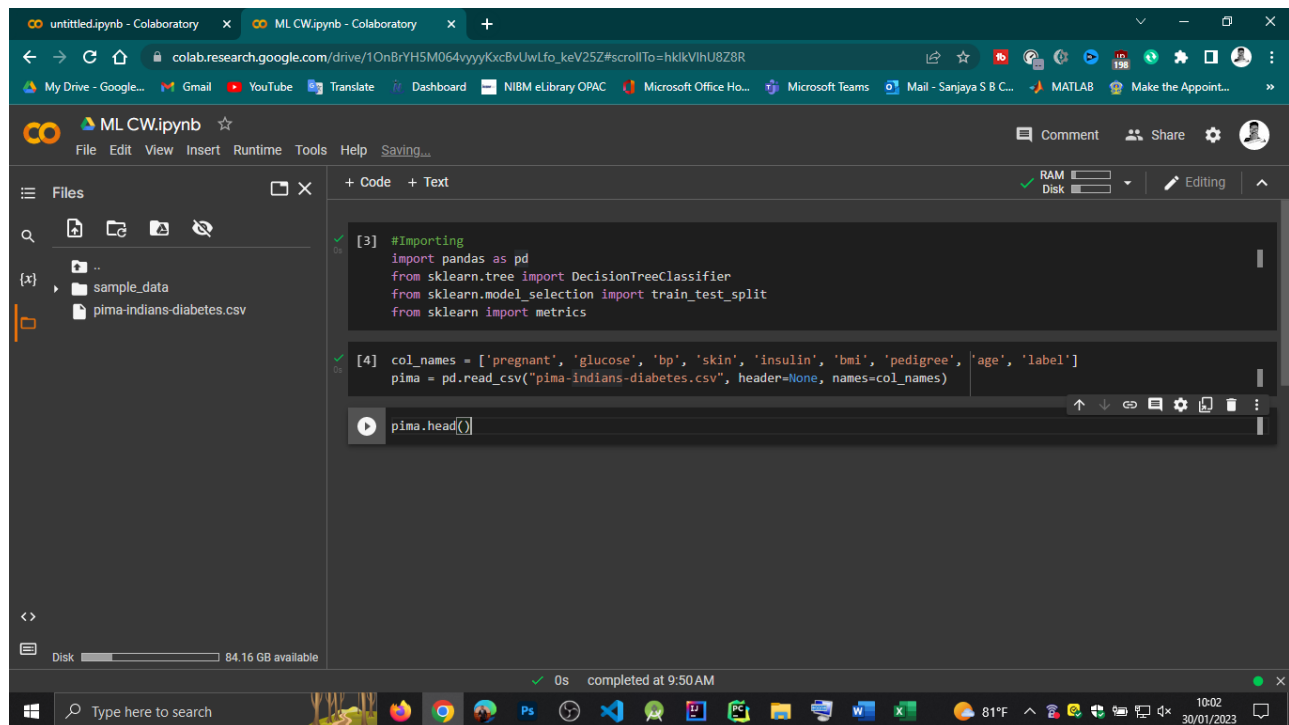 untittled.ipynb - Colaboratory
ML CW.ipynb - Colaboratory
colab.research.google.com/drive/1OnBrYH5M064vyyyKxcBvUwLfo_keV25Z#scrollTo=hklkVlhU8Z8R
198
My Drive - Google... Gmail YouTube Translate Dashboard NIBM eLibrary OPAC Microsoft Office Ho... Microsoft Teams Mail - Sanjaya S B C... MATLAB Make the Appoint... »
ML CW.ipynb
Comment Share
File Edit View Insert Runtime Tools Help Saving...
Files
+ Code + Text
RAM
Disk
Editing
..
sample_data
pima-indians-diabetes.csv
{x}
[3] #Importing
0s
import pandas as pd
from sklearn.tree import DecisionTreeClassifier
from sklearn.model_selection import train_test_split
from sklearn import metrics
[4] col_names = ['pregnant', 'glucose', 'bp', 'skin', 'insulin', 'bmi', 'pedigree', 'age', 'label']
0s
pima = pd.read_csv("pima-indians-diabetes.csv", header=None, names=col_names)
pima.head()
<>
Disk 84.16 GB available
0s completed at 9:50 AM
Type here to search
Ps
81°F
10:02
30/01/2023